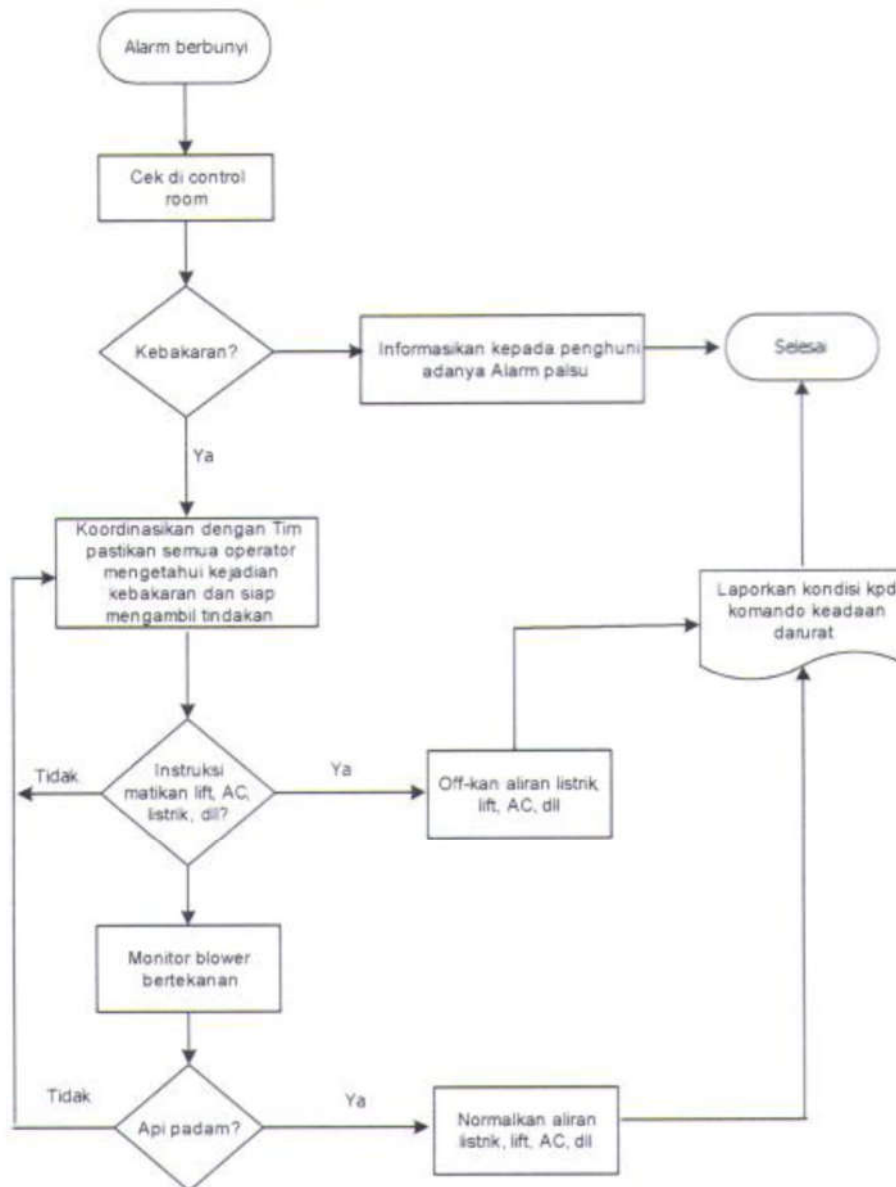 Alarm berbunyi
Cek di control
room
Kebakaran?
Informasikan kepada penghuni
adanya Alarm palsu
Selesai
Ya
Koordinasikan dengan Tim
pastikan semua operator
mengetahui kejadian
kebakaran dan siap
mengambil tindakan
Laporkan kondisi kpd
komando keadaan
darurat
Tidak
Instruksi
matikan lift, AC,
listrik, dll?
Ya
Off-kan aliran listrik,
lift, AC, dll
Monitor blower
bertekanan
Tidak
Api padam?
Ya
Normalkan aliran
listrik, lift, AC, dll